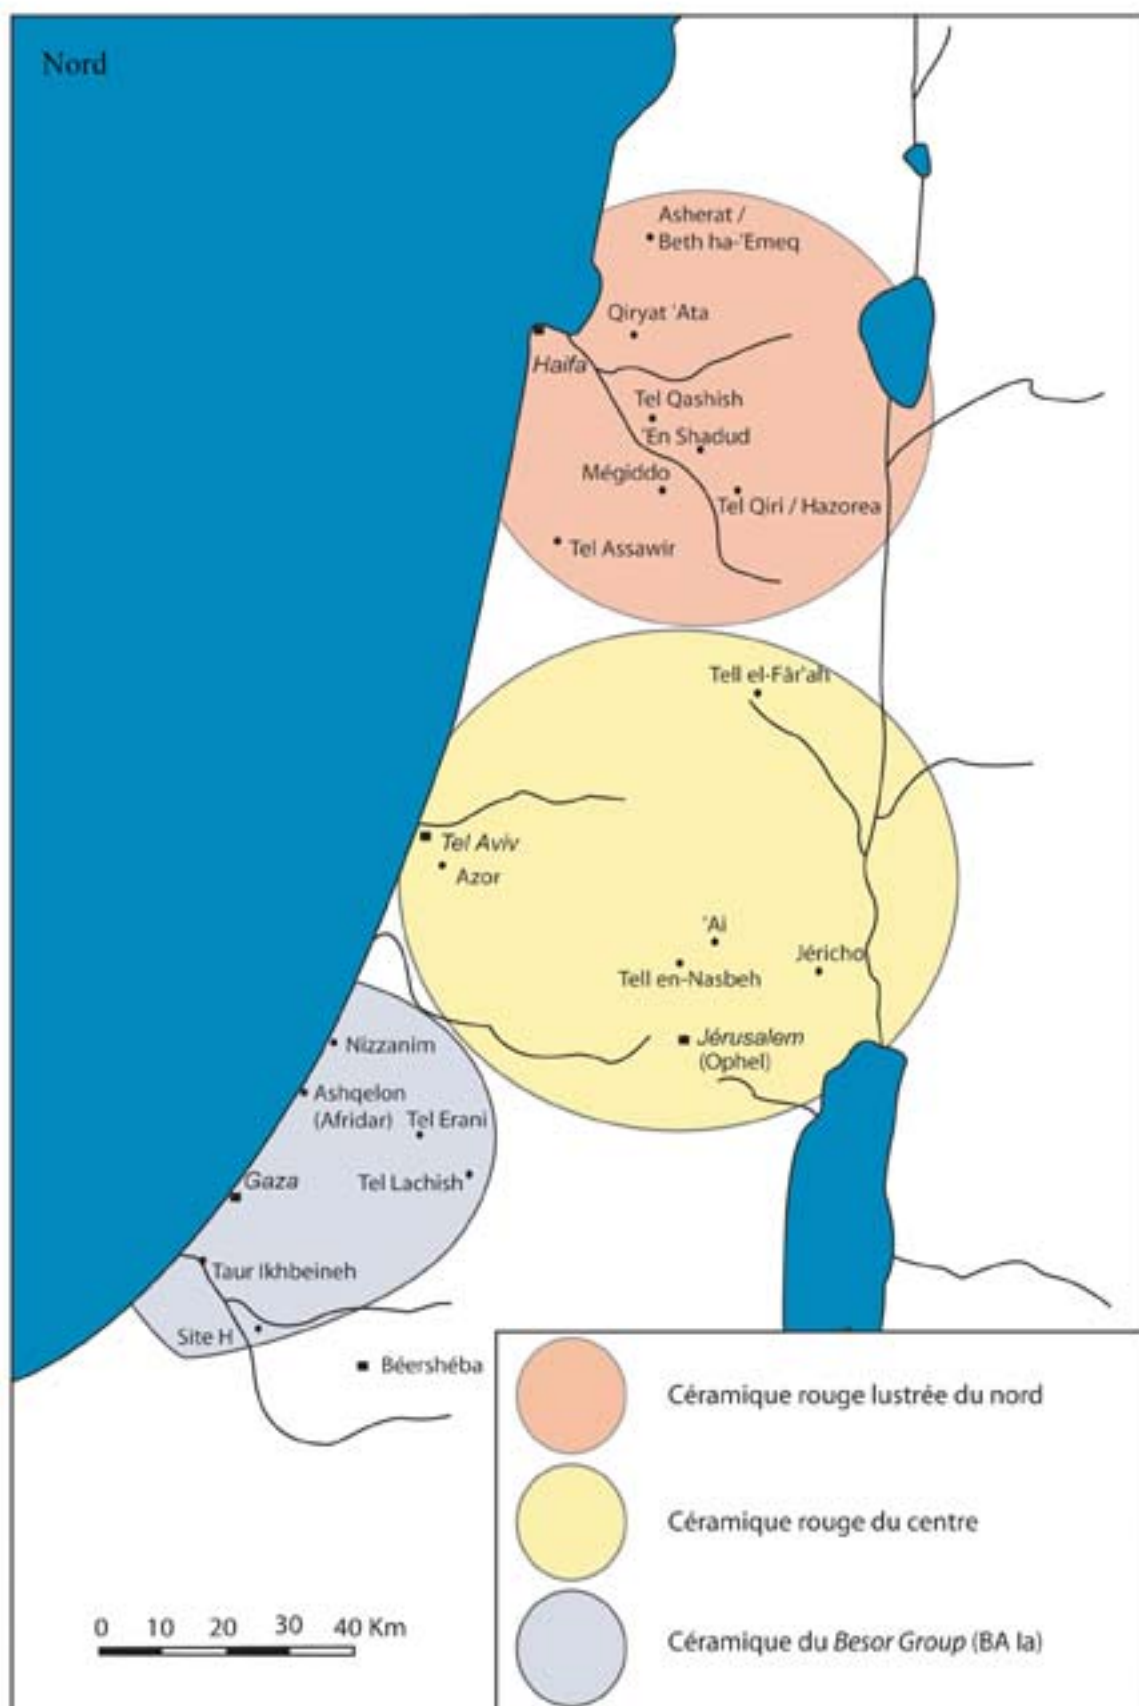 Nord
Asherat /
Beth ha-'Emeq
Qiryat 'Ata
Haïfa
Tel Qashish
'En Shadud
Mégiddo
Tel Qiri / Hazorea
Tel Assawir
Tell el-Fâr'ah
Tel Aviv
Azor
'Ai
Jéricho
Tell en-Nasbeh
Jérusalem
(Ophel)
Nizzanim
Ashqelon
(Afridar)
Tel Erani
Gaza
Tel Lachish
Taur Ikhbeineh
Site H
Béershéba
Céramique rouge lustrée du nord
Céramique rouge du centre
Céramique du Besor Group (BA Ia)
0 10 20 30 40 Km